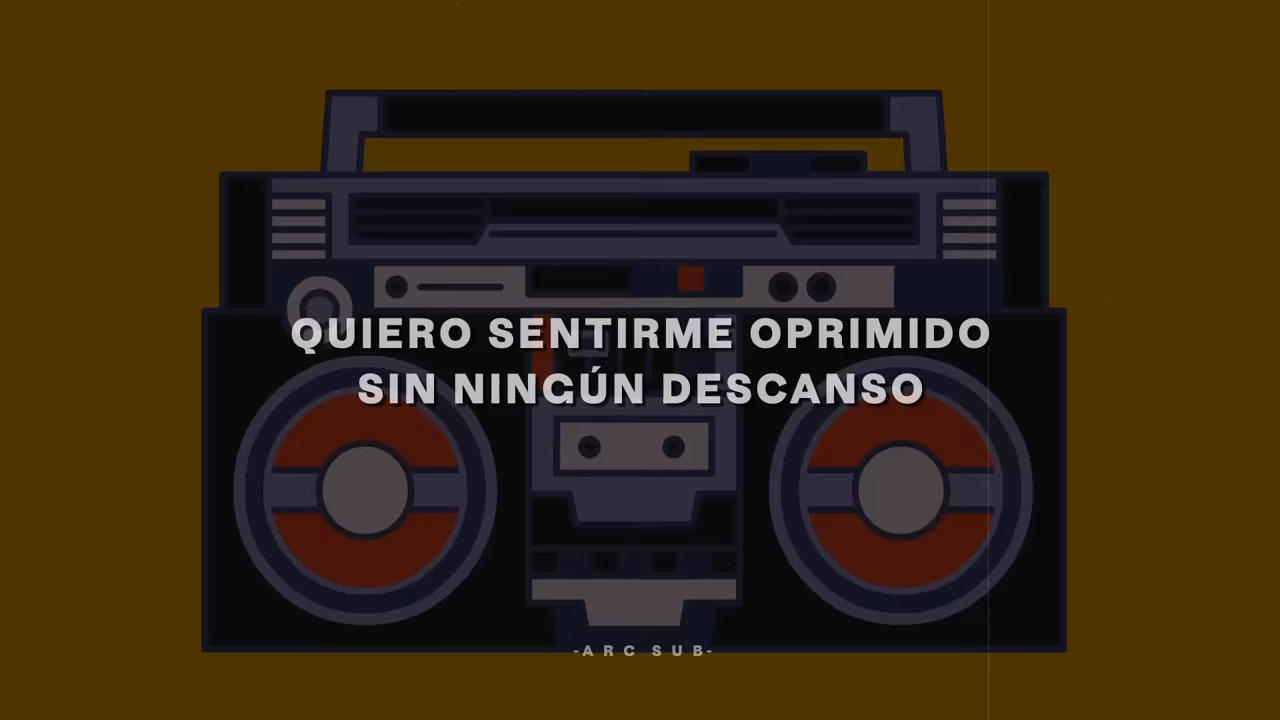 QUIERO SENTIRME OPRIMIDO
SIN NINGÚN DESCANSO
-ARC SUB-